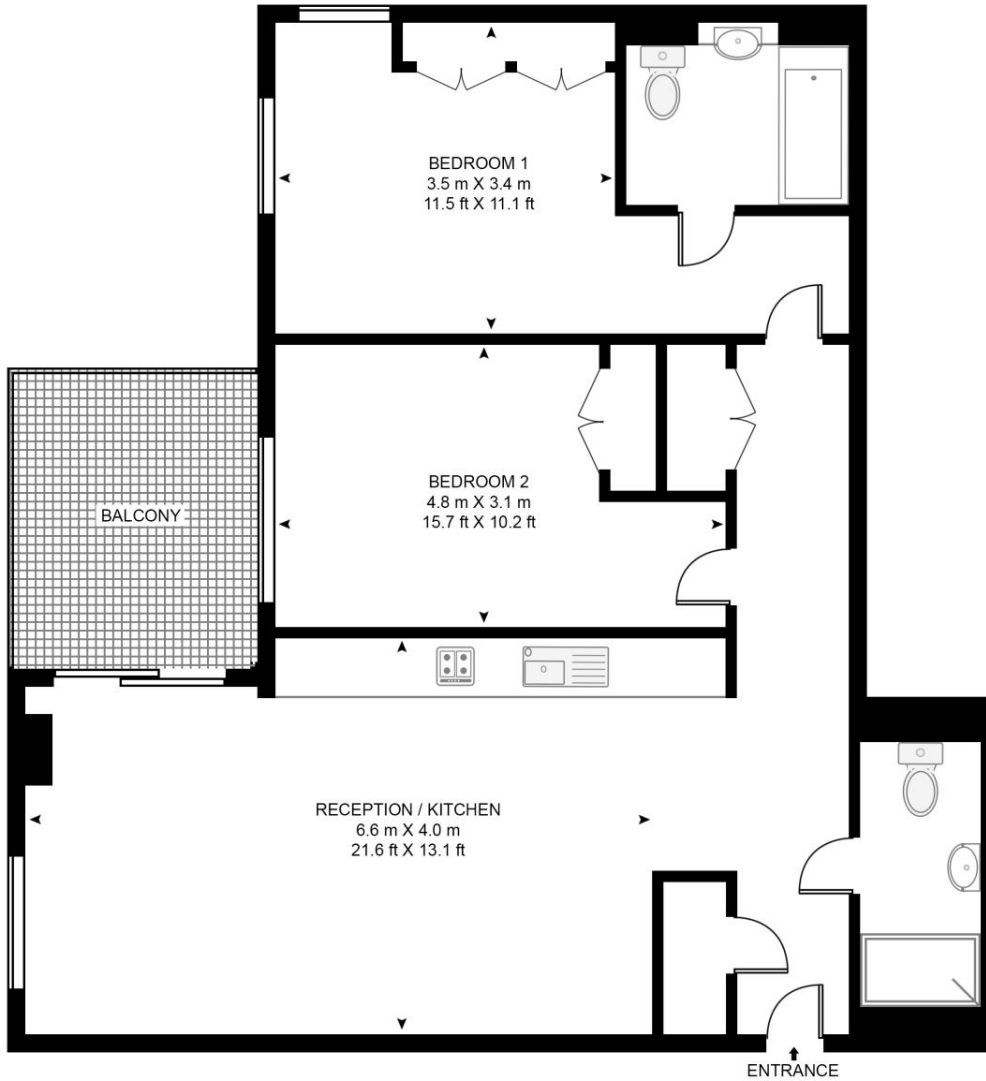 BEDROOM 1
3.5 m X 3.4 m
11.5 ft X 11.1 ft
BEDROOM 2
4.8 m X 3.1 m
15.7 ft X 10.2 ft
BALCONY
RECEPTION / KITCHEN
6.6 m X 4.0 m
21.6 ft X 13.1 ft
ENTRANCE